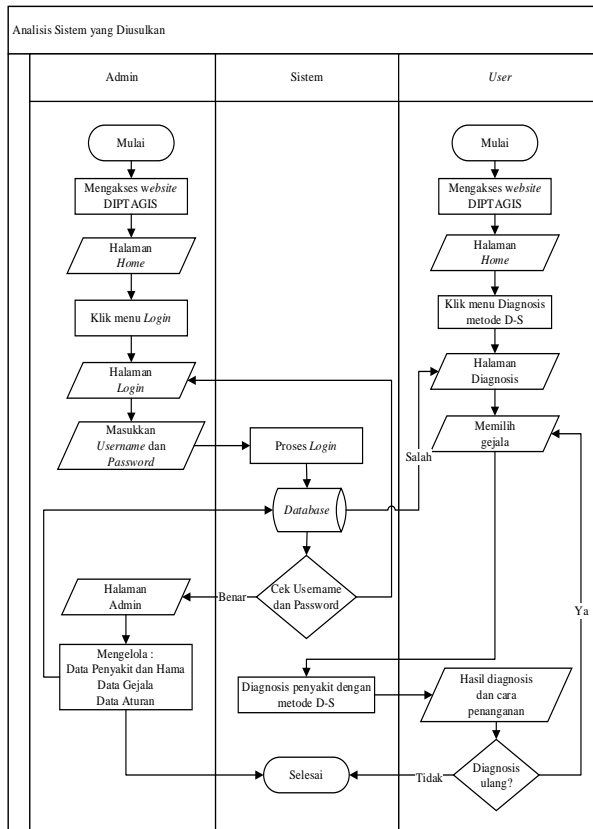 Analisis Sistem yang Diusulkan
Admin
Sistem
User
Mulai
Mengakses website
DIPTAGIS
Halaman
Home
Klik menu Login
Halaman
Login
Masukkan
Username dan
Password
Proses Login
Database
Cek Username
dan Password
Benar
Salah
Halaman
Admin
Mengelola :
Data Penyakit dan Hama
Data Gejala
Data Aturan
Mulai
Mengakses website
DIPTAGIS
Halaman
Home
Klik menu Diagnosis
metode D-S
Halaman
Diagnosis
Memilih
gejala
Diagnosis penyakit dengan
metode D-S
Hasil diagnosis
dan cara
penanganan
Diagnosis
ulang?
Ya
Tidak
Selesai